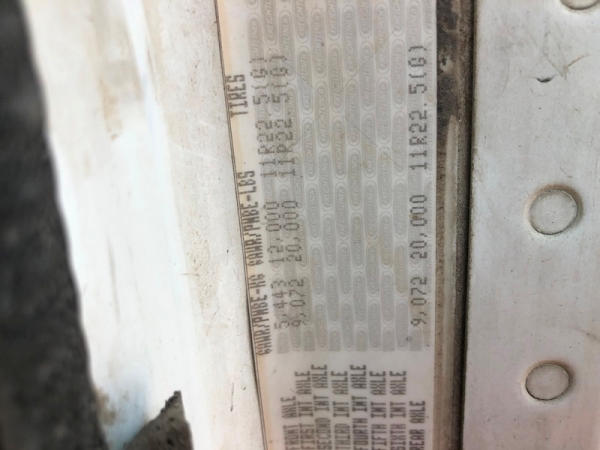 GAWR/PNBE-KG GAWR/PNBE-LBS TIRES
FRONT AXLE 5,443 12,000 11R22.5(G)
FIRST INT AXLE 9,072 20,000 11R22.5(G)
SECOND INT AXLE
THIRD INT AXLE
FOURTH INT AXLE
FIFTH INT AXLE
SIXTH INT AXLE
REAR AXLE 9,072 20,000 11R22.5(G)